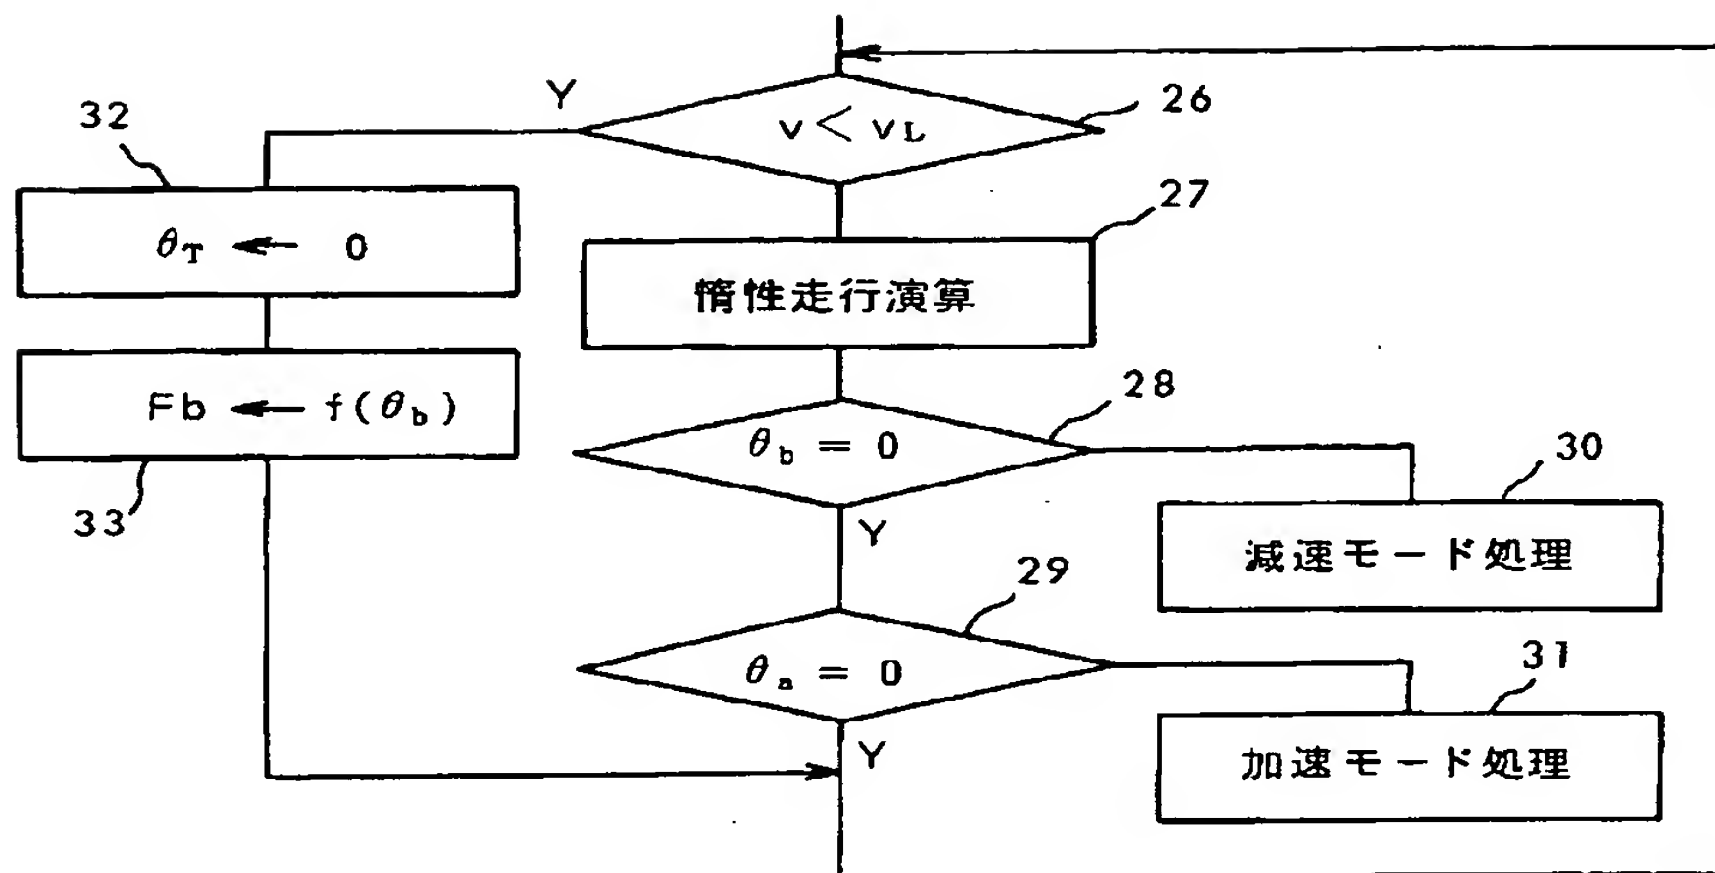 Y
v < vL
26
32
27
θT ← 0
惰性走行演算
Fb ← f(θb)
28
θb = 0
30
33
Y
減速モード処理
29
θa = 0
31
Y
加速モード処理